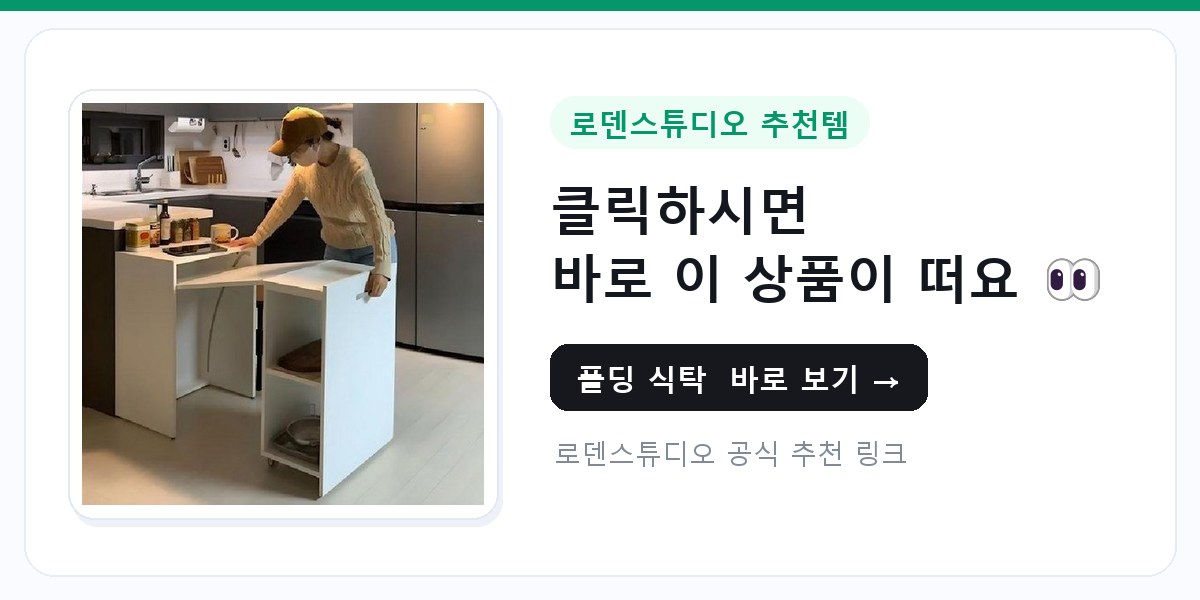 로덴스튜디오 추천템
클릭하시면
바로 이 상품이 떠요 👀
폴딩 식탁 바로 보기 →
로덴스튜디오 공식 추천 링크